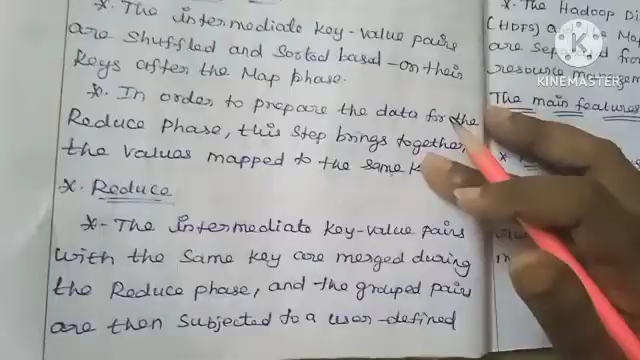 *. The intermediate key-value pairs
are shuffled and sorted based-on their
keys after the Map phase.
*. In order to prepare the data for the
Reduce phase, this step brings together
the values mapped to the same
*. Reduce
*- The intermediate key-value pairs
with the same key are merged during
the Reduce phase, and the grouped pairs
are then subjected to a user-defined
*. The Hadoop
(HDFS)
are
resource
The main features
KINEMASTER